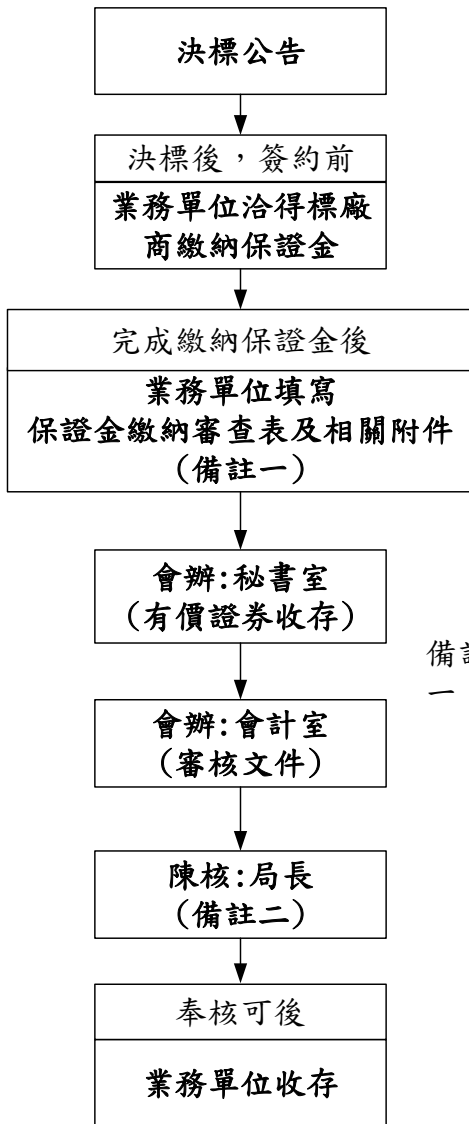 決標公告
決標後，簽約前
業務單位洽得標廠
商繳納保證金
完成繳納保證金後
業務單位填寫
保證金繳納審查表及相關附件
(備註一)
會辦:秘書室
(有價證券收存)
備
一
會辦:會計室
(審核文件)
陳核:局長
(備註二)
奉核可後
業務單位收存